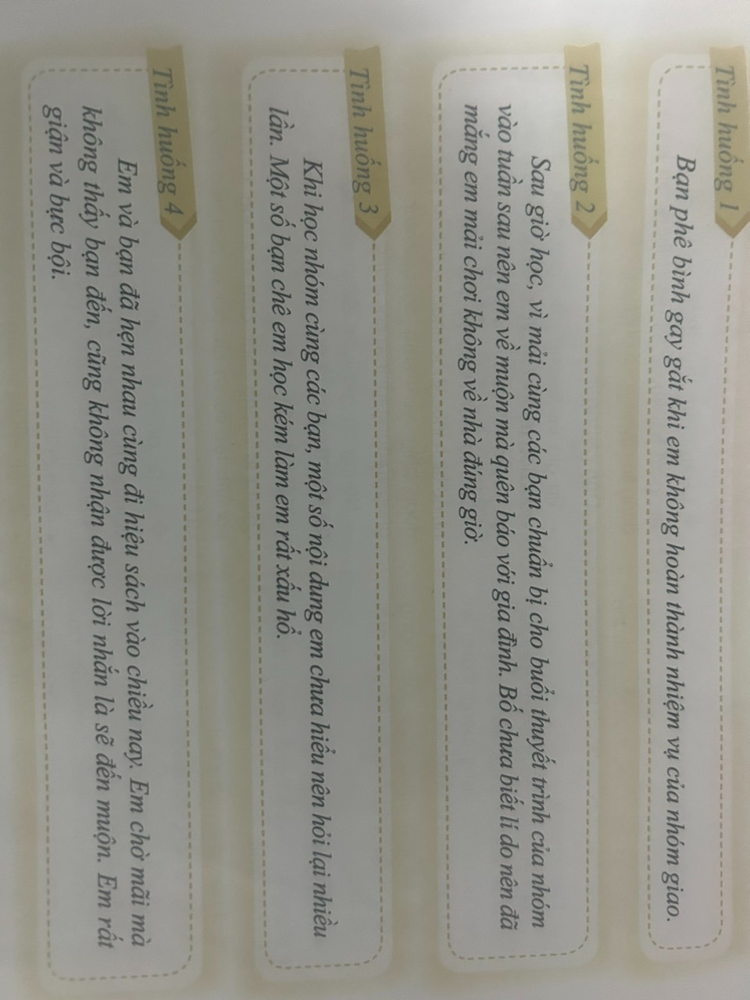 Tình huống 1
Bạn phê bình gay gắt khi em không hoàn thành nhiệm vụ của nhóm giao.
Tình huống 2
Sau giờ học, vì mải cùng các bạn chuẩn bị cho buổi thuyết trình của nhóm
vào tuần sau nên em về muộn mà quên báo với gia đình. Bố chưa biết lí do nên đã
mắng em mải chơi không về nhà đúng giờ.
Tình huống 3
Khi học nhóm cùng các bạn, một số nội dung em chưa hiểu nên hỏi lại nhiều
lần. Một số bạn chê em học kém làm em rất xấu hổ.
Tình huống 4
Em và bạn đã hẹn nhau cùng đi hiệu sách vào chiều nay. Em chờ mãi mà
không thấy bạn đến, cũng không nhận được lời nhắn là sẽ đến muộn. Em rất
giận và bực bội.